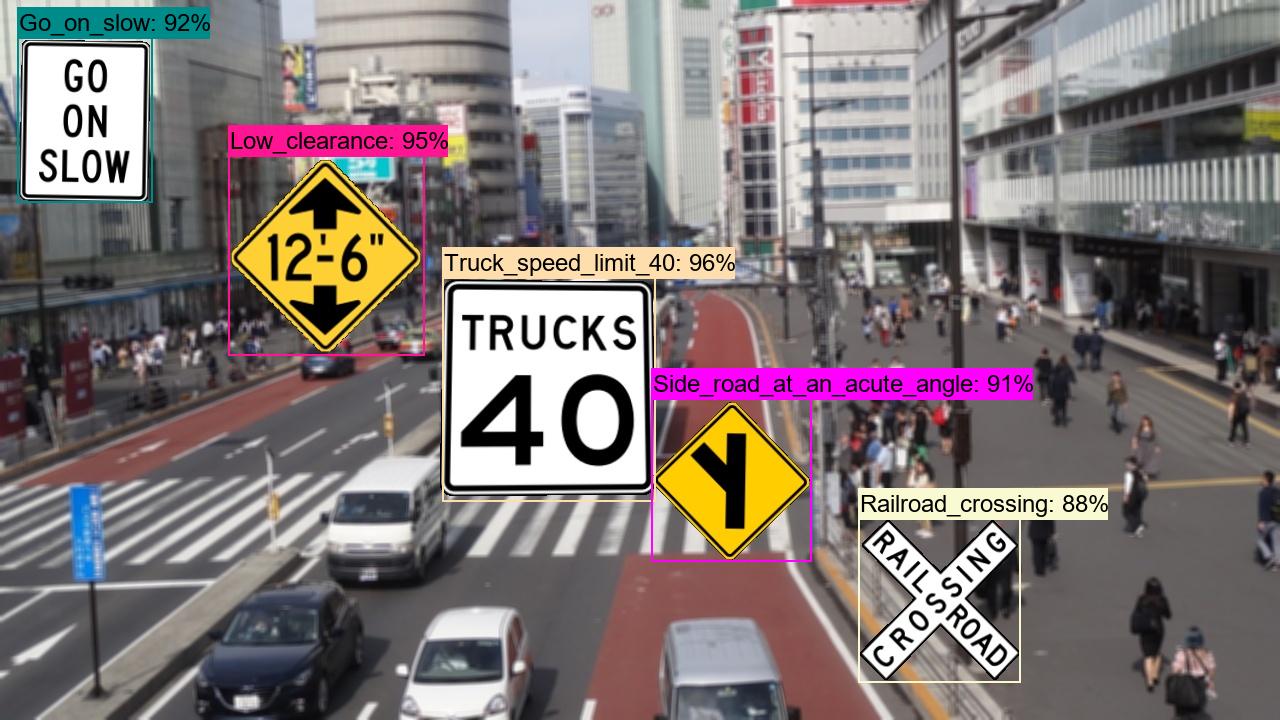 Go_on_slow: 92%
GO
ON
SLOW
Low_clearance: 95%
12'-6"
Truck_speed_limit_40: 96%
TRUCKS
40
Side_road_at_an_acute_angle: 91%
Railroad_crossing: 88%
RAIL CROSSING ROAD